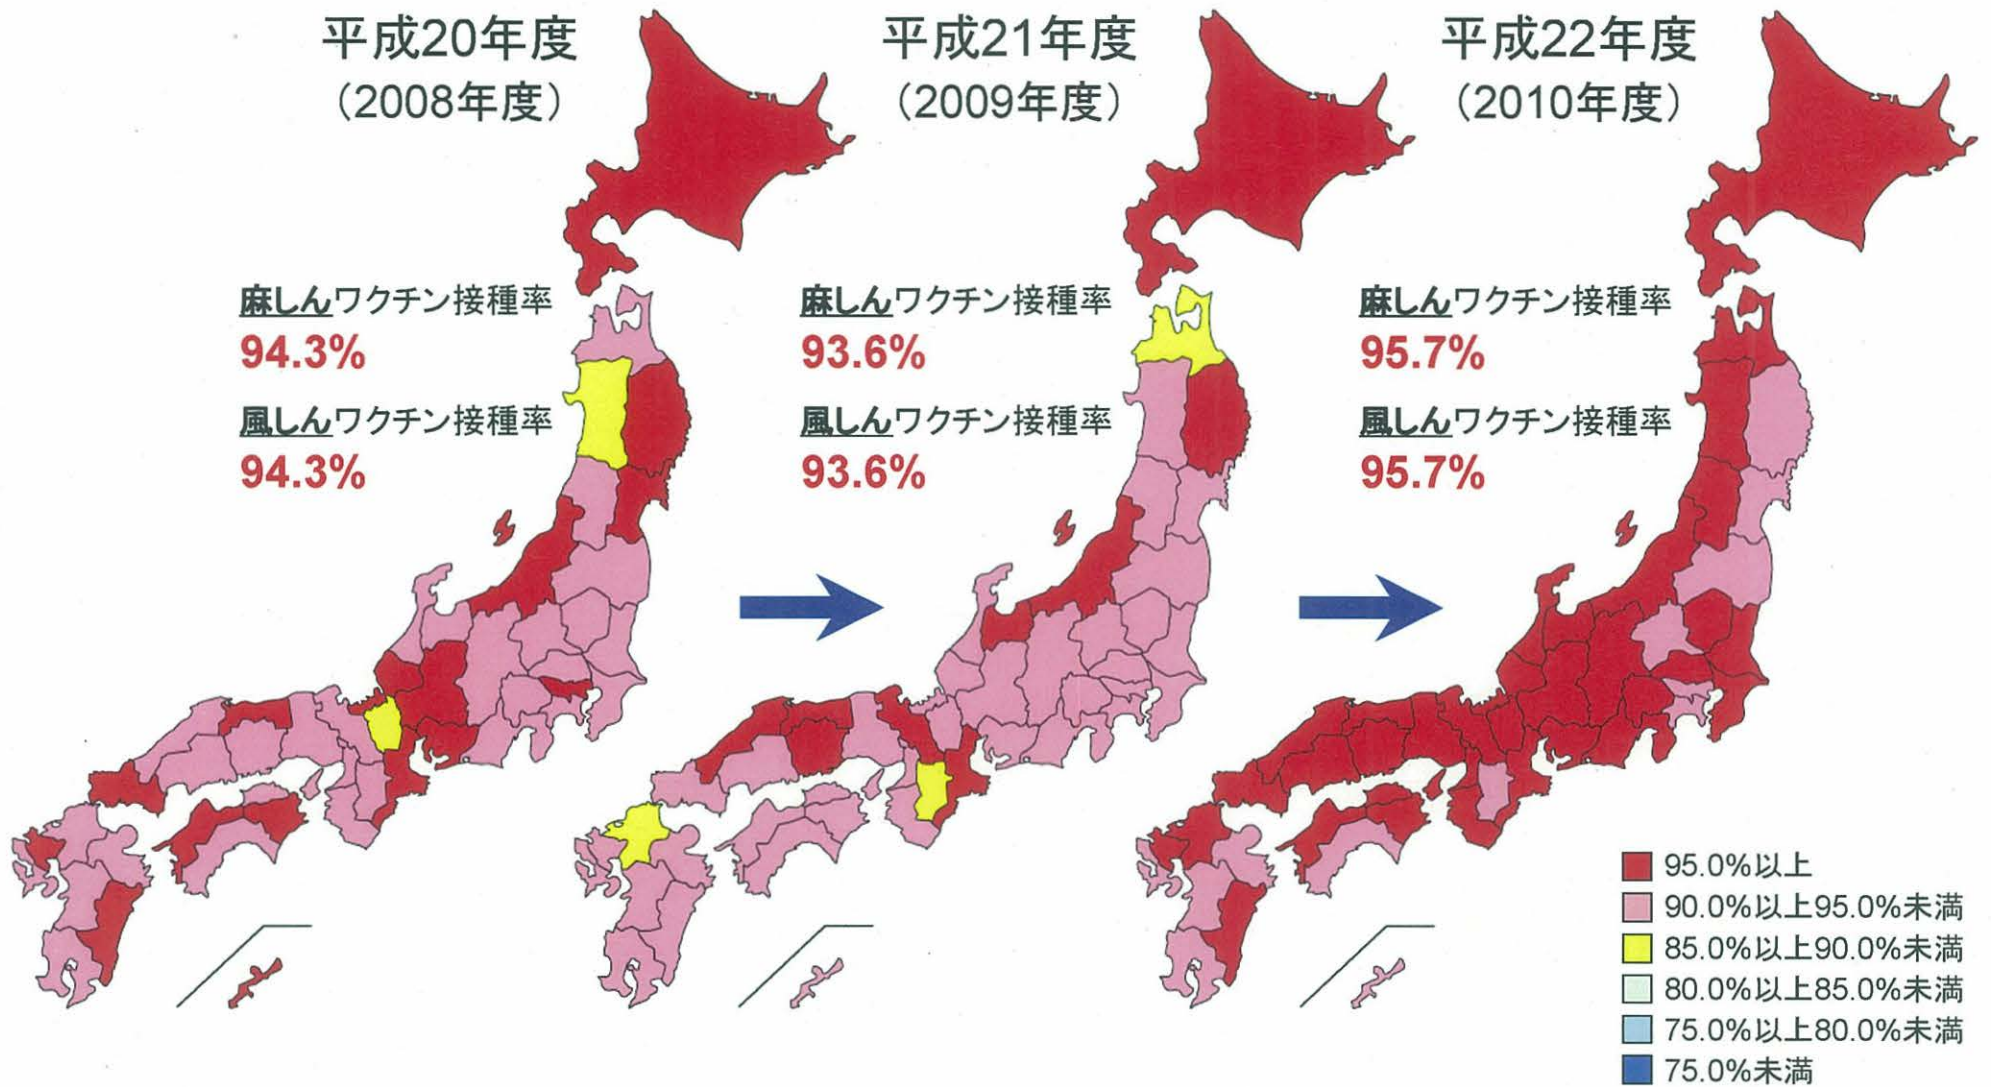 平成20年度
（2008年度）
麻しんワクチン接種率
94.3%
風しんワクチン接種率
94.3%
平成21年度
（2009年度）
麻しんワクチン接種率
93.6%
風しんワクチン接種率
93.6%
平成22年度
（2010年度）
麻しんワクチン接種率
95.7%
風しんワクチン接種率
95.7%
95.0%以上
90.0%以上95.0%未満
85.0%以上90.0%未満
80.0%以上85.0%未満
75.0%以上80.0%未満
75.0%未満